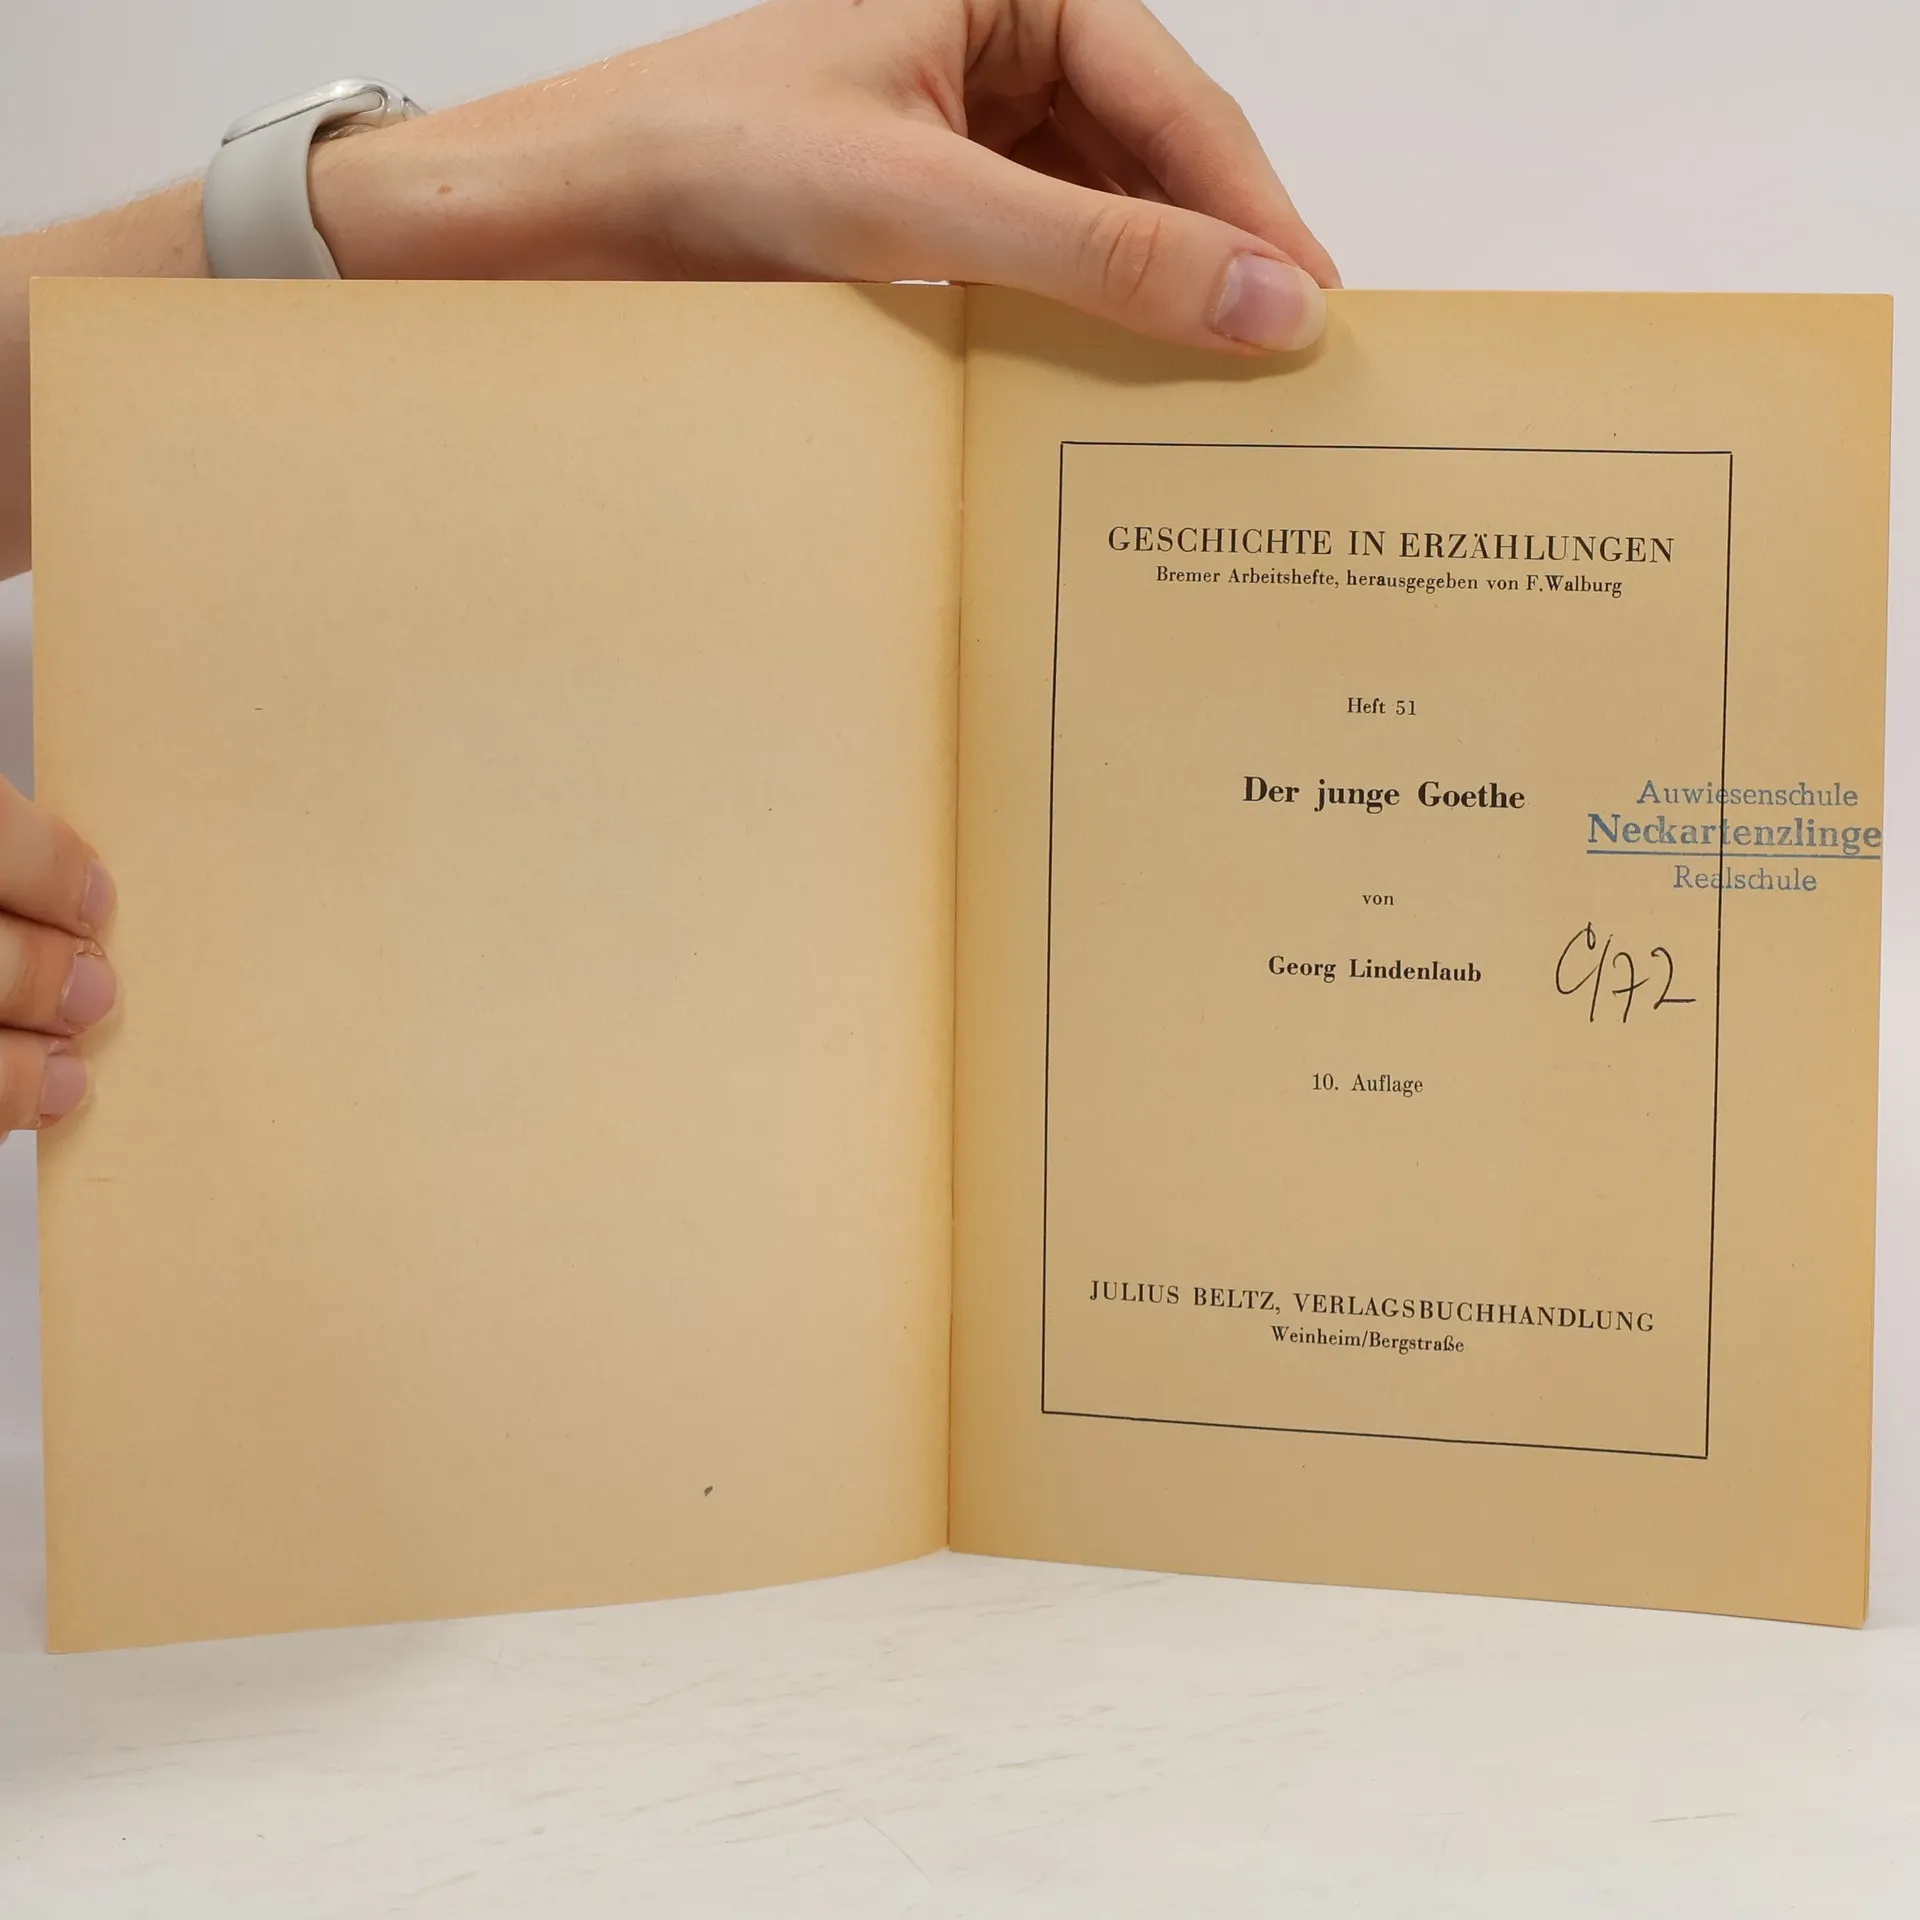 GESCHICHTE IN ERZÄHLUNGEN
Bremer Arbeitshefte, herausgegeben von F. Walburg
Heft 51
Der junge Goethe
Auwiesenschule
Neckartenzlinge
Realschule
von
Georg Lindenlaub
C/72
10. Auflage
JULIUS BELTZ, VERLAGSBUCHHANDLUNG
Weinheim/Bergstraße